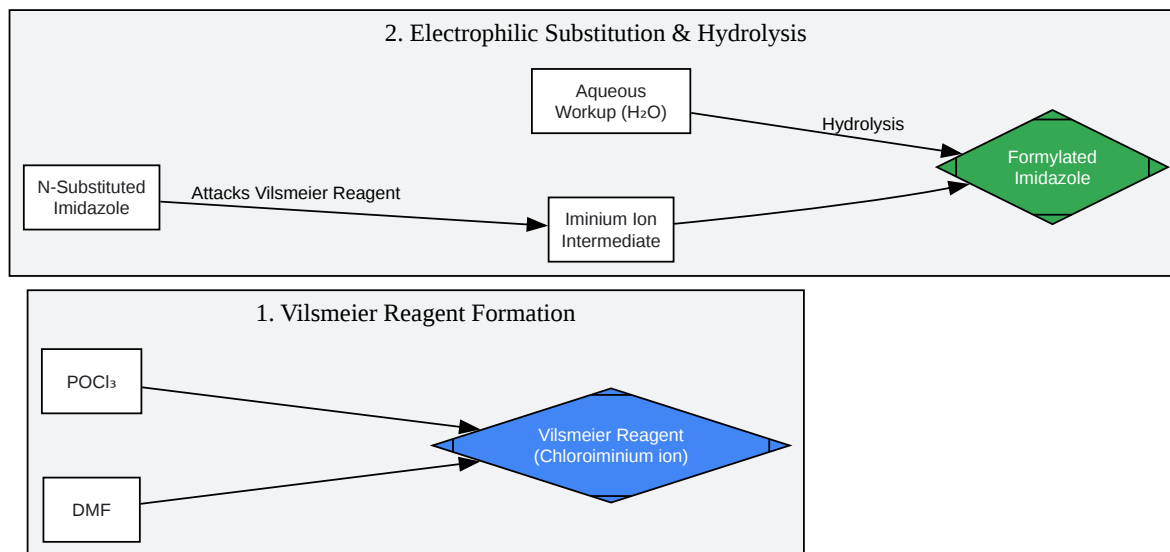 2. Electrophilic Substitution & Hydrolysis
Aqueous
Workup (H₂O)
Hydrolysis
Formylated
Imidazole
N-Substituted
Imidazole
Attacks Vilsmeier Reagent
Iminium Ion
Intermediate
1. Vilsmeier Reagent Formation
POCl₃
Vilsmeier Reagent
(Chloroiminium ion)
DMF